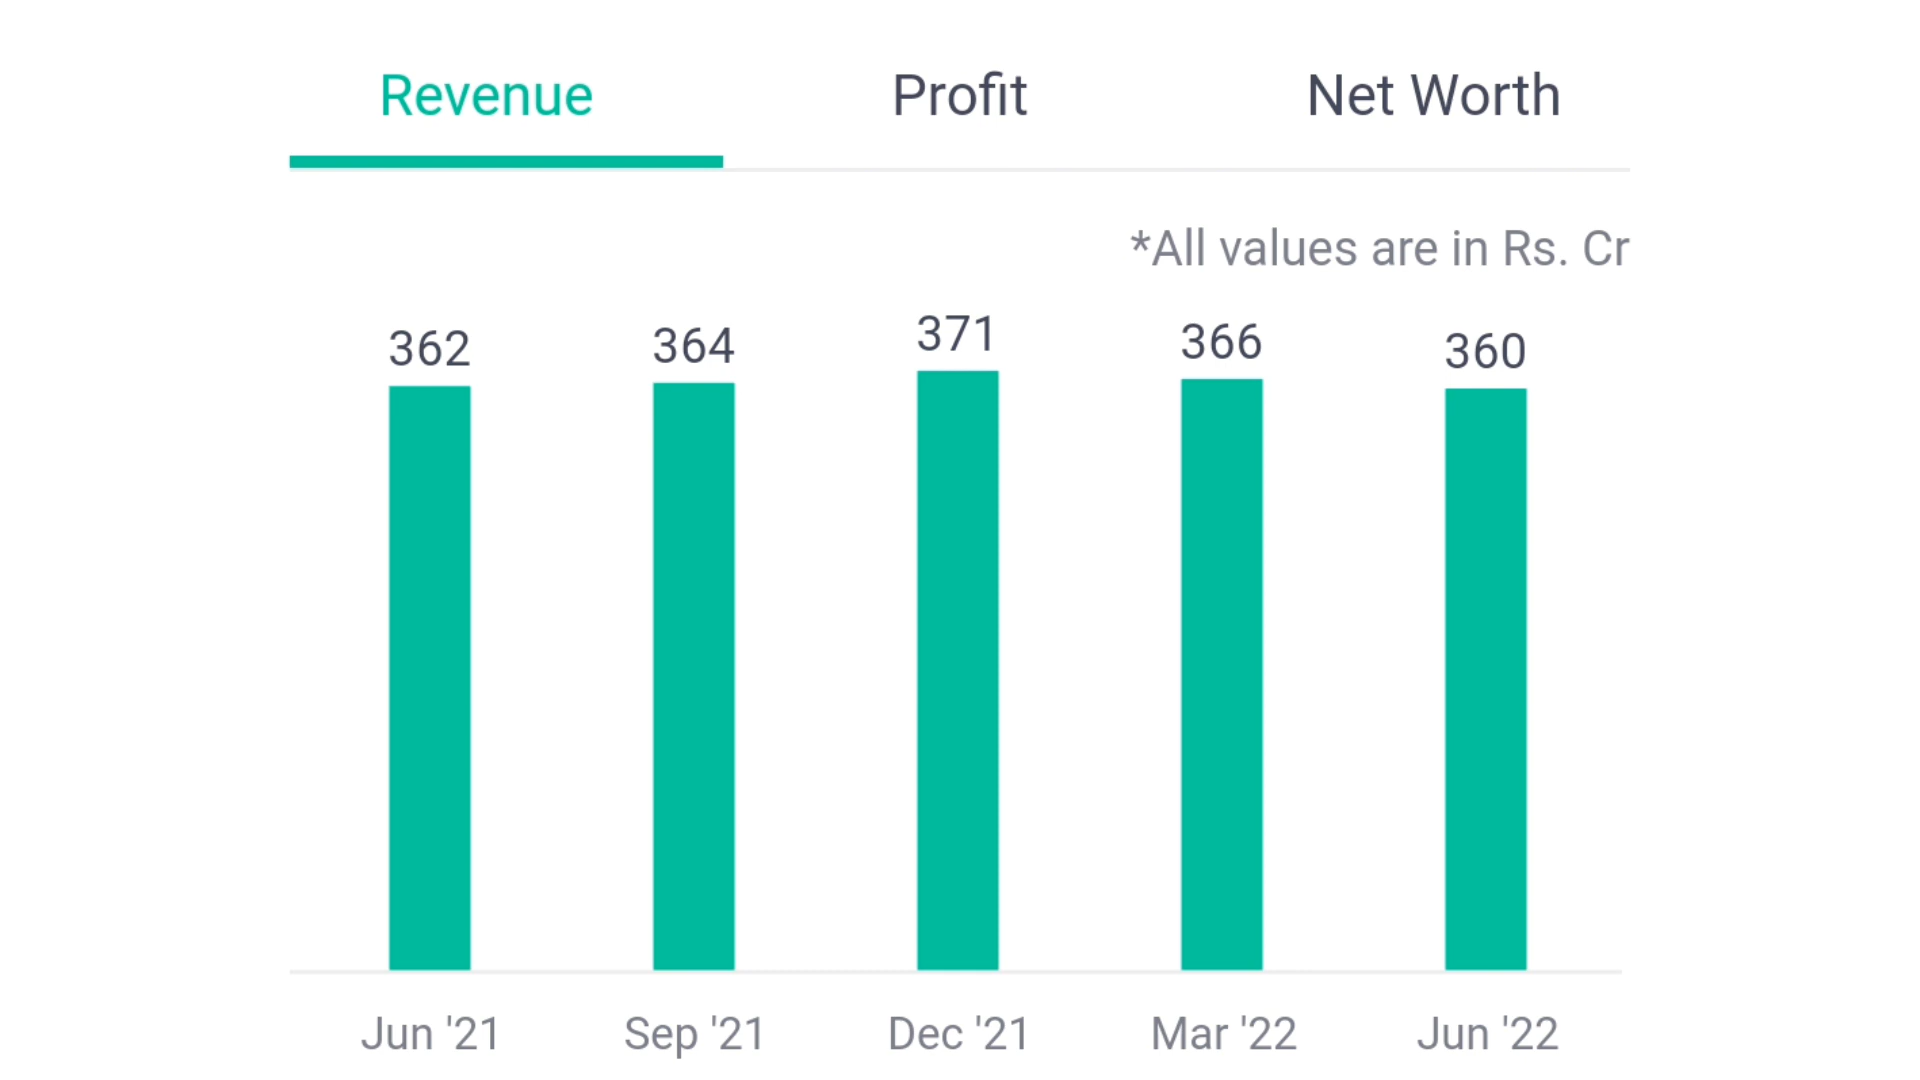 Revenue Profit Net Worth
*All values are in Rs. Cr
362 364 371 366 360
Jun '21 Sep '21 Dec '21 Mar '22 Jun '22